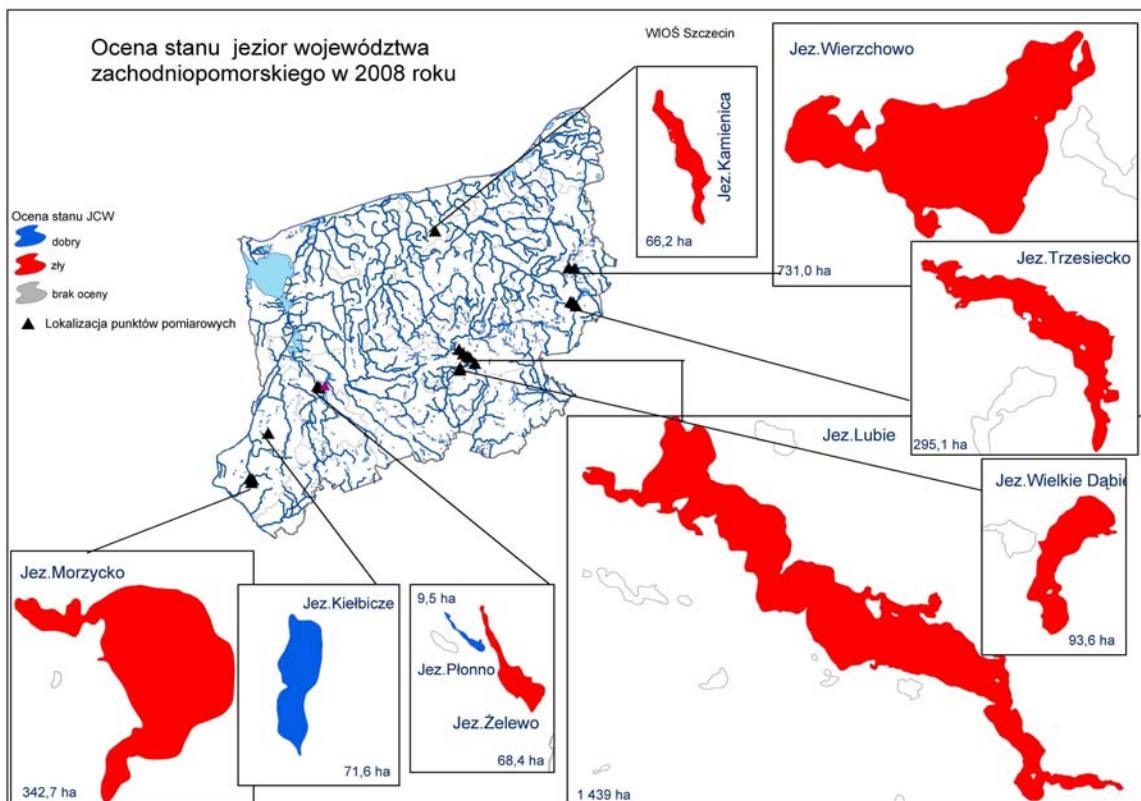 Ocena stanu jezior województwa
zachodniopomorskiego w 2008 roku
WIOŚ Szczecin
Jez.Wierzchowo
731,0 ha
Jez.Kamienica
66,2 ha
Ocena stanu JCW
dobry
zły
brak oceny
Lokalizacja punktów pomiarowych
Jez.Trzesiecko
295,1 ha
Jez.Lubie
1 439 ha
Jez.Wielkie Dąbie
93,6 ha
Jez.Morzycko
342,7 ha
Jez.Kiełbicze
71,6 ha
9,5 ha
Jez.Płonno
Jez.Żelewo
68,4 ha